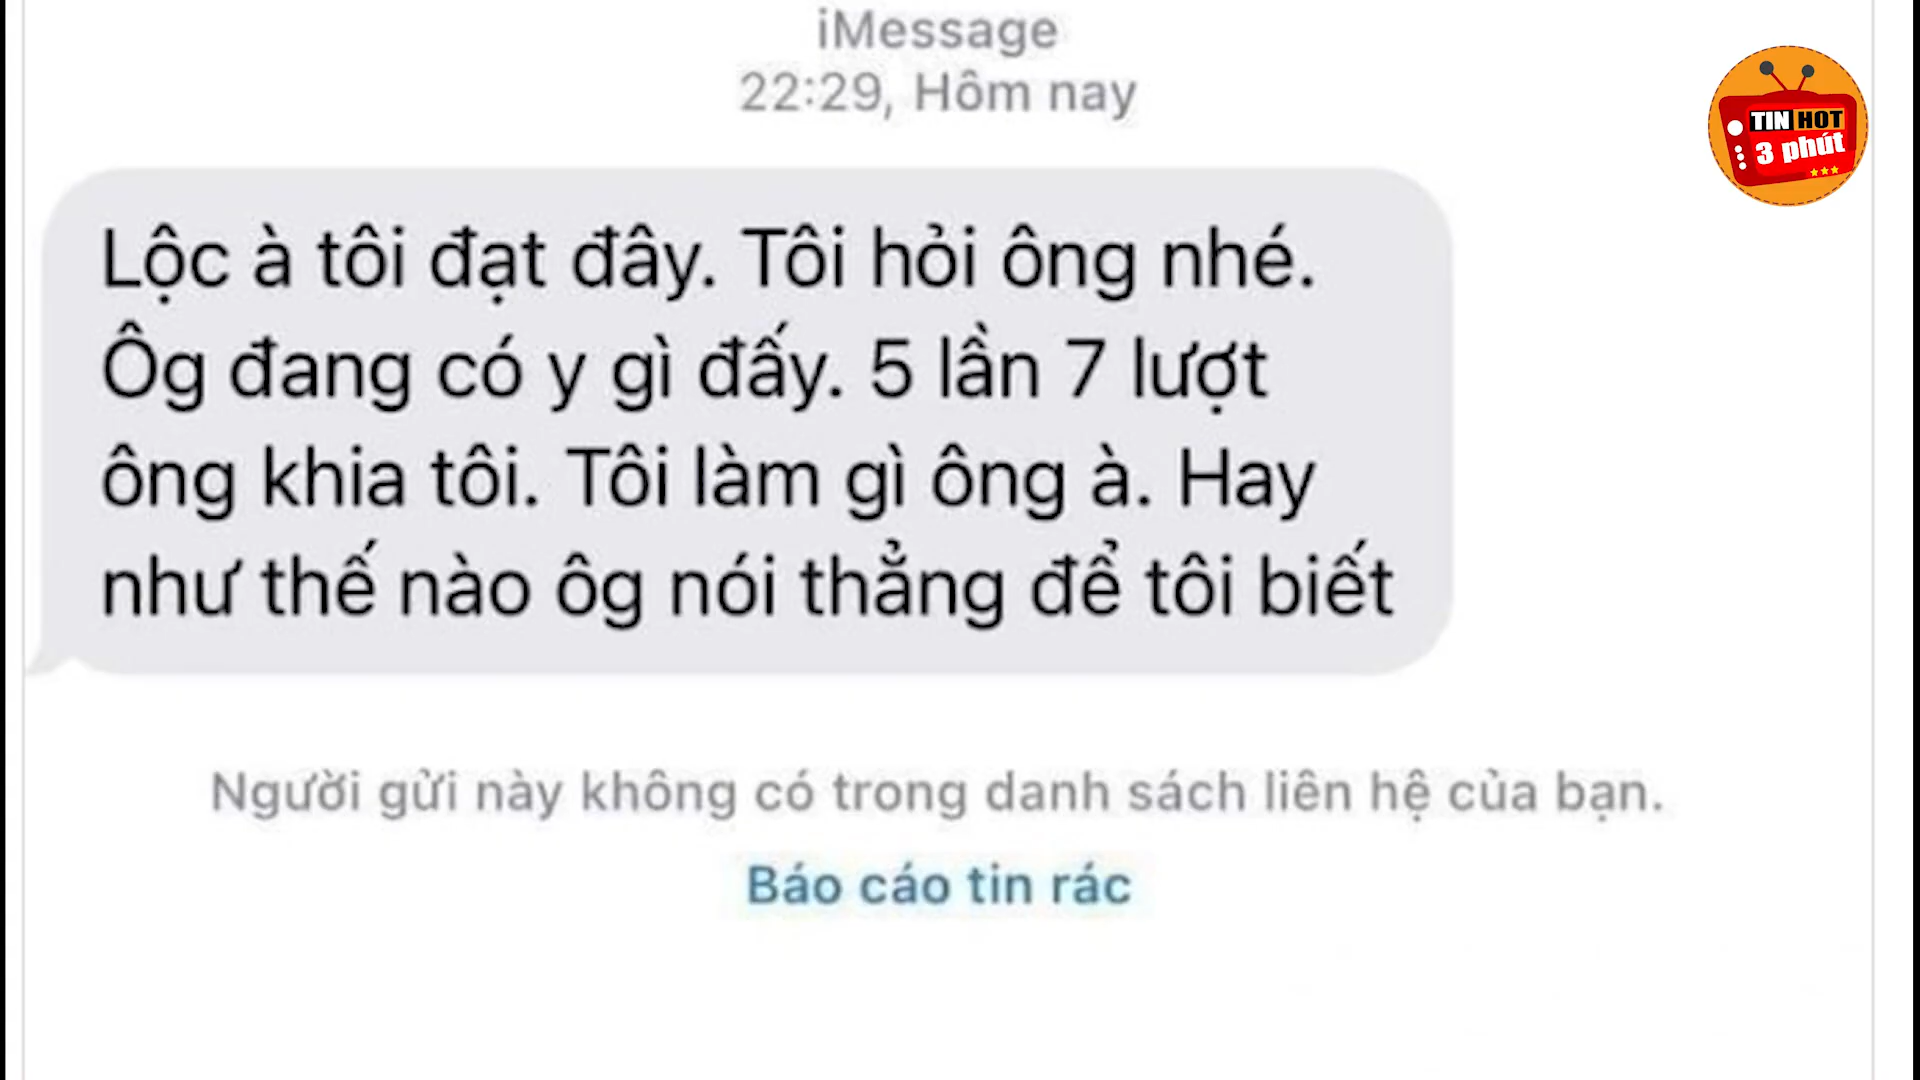 iMessage
22:29, Hôm nay
TIN HOT
3 phút
Lộc à tôi đạt đây. Tôi hỏi ông nhé.
Ôg đang có y gì đấy. 5 lần 7 lượt
ông khia tôi. Tôi làm gì ông à. Hay
như thế nào ôg nói thẳng để tôi biết
Người gửi này không có trong danh sách liên hệ của bạn.
Báo cáo tin rác